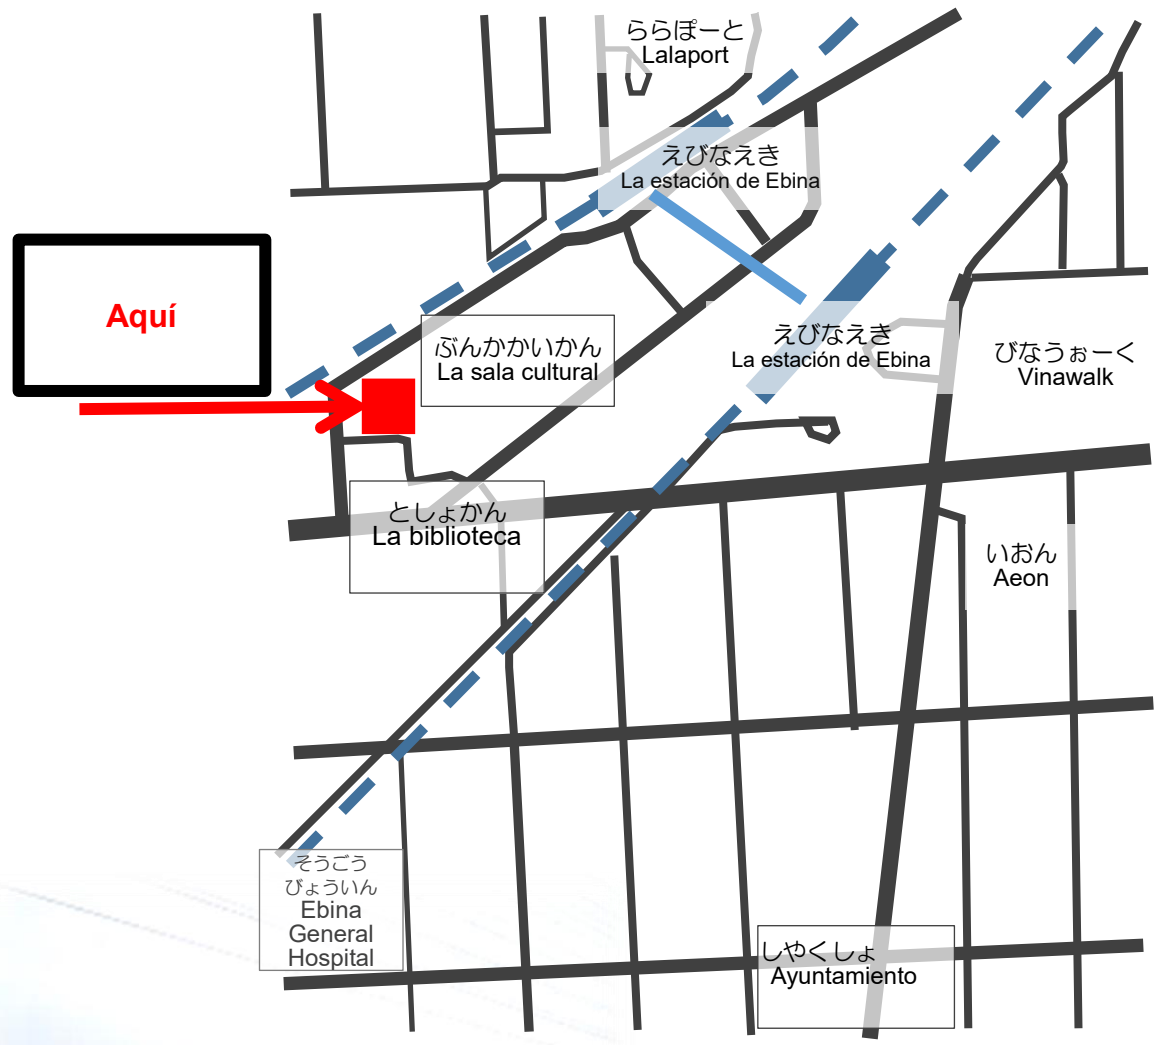 ららぽーと
Lalaport
えびなえき
La estación de Ebina
Aquí
ぶんかかいかん
La sala cultural
えびなえき
La estación de Ebina
びなうぉーく
Vinawalk
としょかん
La biblioteca
いおん
Aeon
そうごう
びょういん
Ebina
General
Hospital
しやくしょ
Ayuntamiento